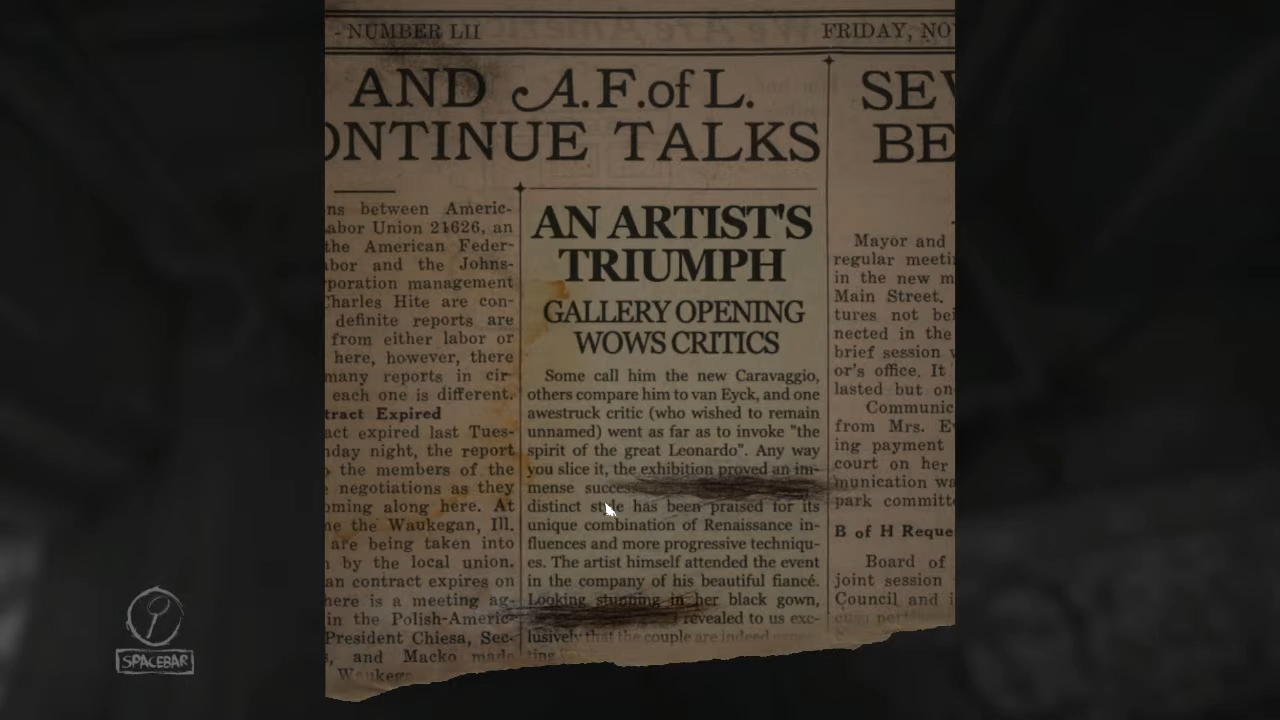 - NUMBER LII
FRIDAY, NO
AND A.F.of L.
ONTINUE TALKS
SE
BE
ns between Americ-
abor Union 21626, an
the American Feder-
bor and the Johns-
poration management
Charles Hite are con-
definite reports are
from either labor or
here, however, there
many reports in cir-
each one is different.
tract Expired
act expired last Tues-
day night, the report
the members of the
negotiations as they
oming along here. At
e the Waukegan, Ill.
are being taken into
by the local union.
an contract expires on
here is a meeting ag-
in the Polish-Americ-
President Chiesa, Sec-
, and Macko made
Waukega
AN ARTIST'S
TRIUMPH
GALLERY OPENING
WOWS CRITICS
Some call him the new Caravaggio,
others compare him to van Eyck, and one
awestruck critic (who wished to remain
unnamed) went as far as to invoke "the
spirit of the great Leonardo". Any way
you slice it, the exhibition proved an im-
mense succes
distinct style has been praised for its
unique combination of Renaissance in-
fluences and more progressive techniqu-
es. The artist himself attended the event
in the company of his beautiful fiancé.
Looking stunning in her black gown,
revealed to us exc-
lusively that the couple are indeed expec-
ting
Mayor and
regular meeti
in the new m
Main Street.
tures not bei
nected in the
brief session
or's office. It
lasted but on
Communic
from Mrs. E
ing payment
court on her
munication wa
park committ
B of H Reque
Board of
joint session
Council and i
SPACEBAR